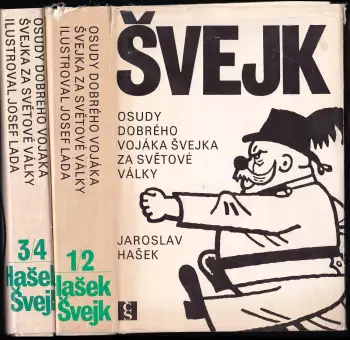 OSUDY DOBRÉHO VOJÁKA
ŠVEJKA ZA SVĚTOVÉ VÁLKY
ILUSTROVAL JOSEF LADA
3/4
Hašek
Švejk
OSUDY DOBRÉHO VOJÁKA
ŠVEJKA ZA SVĚTOVÉ VÁLKY
ILUSTROVAL JOSEF LADA
1/2
Hašek
Švejk
ŠVEJK
OSUDY
DOBRÉHO
VOJÁKA ŠVEJKA
ZA SVĚTOVÉ
VÁLKY
JAROSLAV
HAŠEK